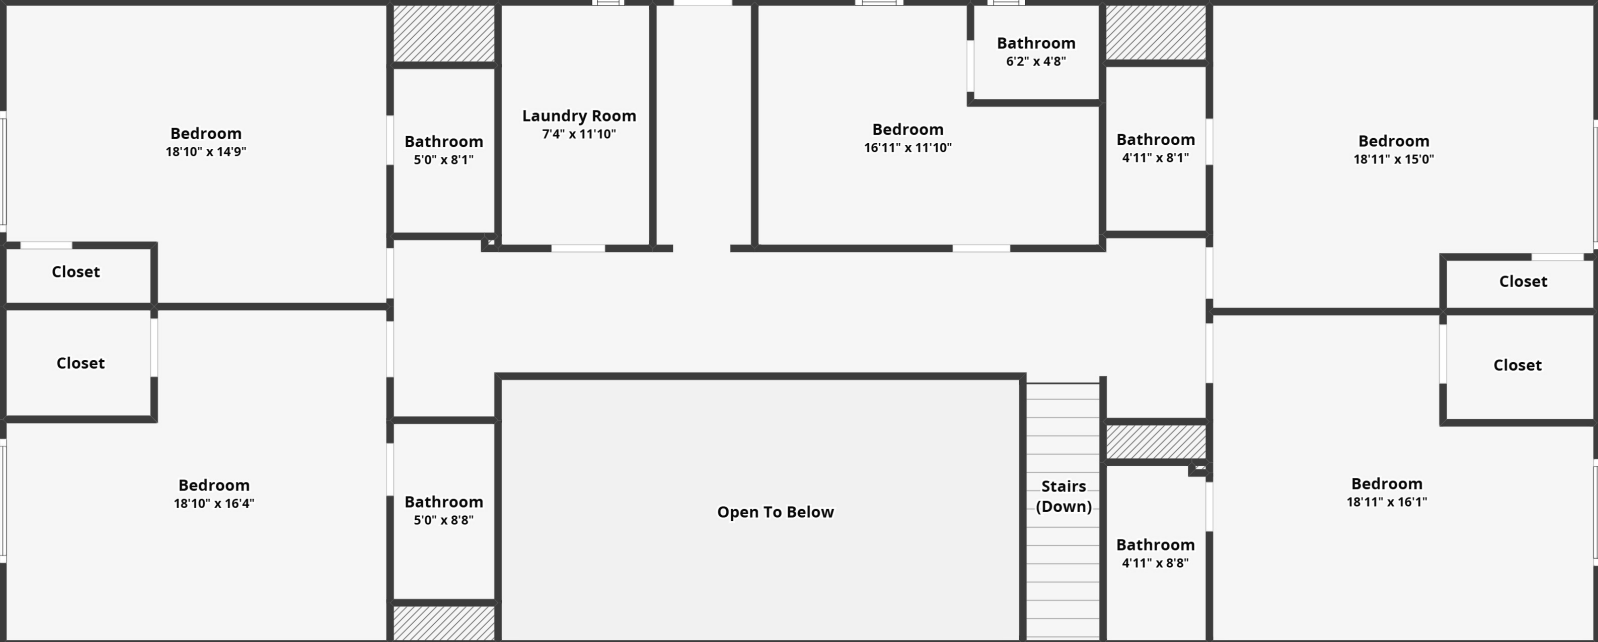 Bedroom
18'10" x 14'9"
Bathroom
5'0" x 8'1"
Laundry Room
7'4" x 11'10"
Bedroom
16'11" x 11'10"
Bathroom
6'2" x 4'8"
Bathroom
4'11" x 8'1"
Bedroom
18'11" x 15'0"
Closet
Closet
Closet
Closet
Bedroom
18'10" x 16'4"
Bathroom
5'0" x 8'8"
Open To Below
Stairs
(Down)
Bathroom
4'11" x 8'8"
Bedroom
18'11" x 16'1"